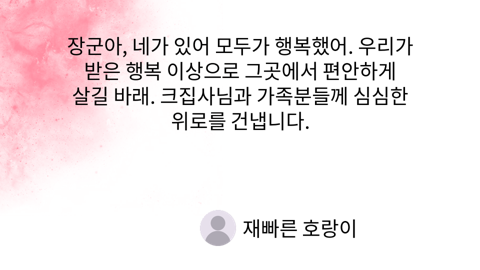 장군아, 네가 있어 모두가 행복했어. 우리가
받은 행복 이상으로 그곳에서 편안하게
살길 바래. 크집사님과 가족분들께 심심한
위로를 건넵니다.
재빠른 호랑이